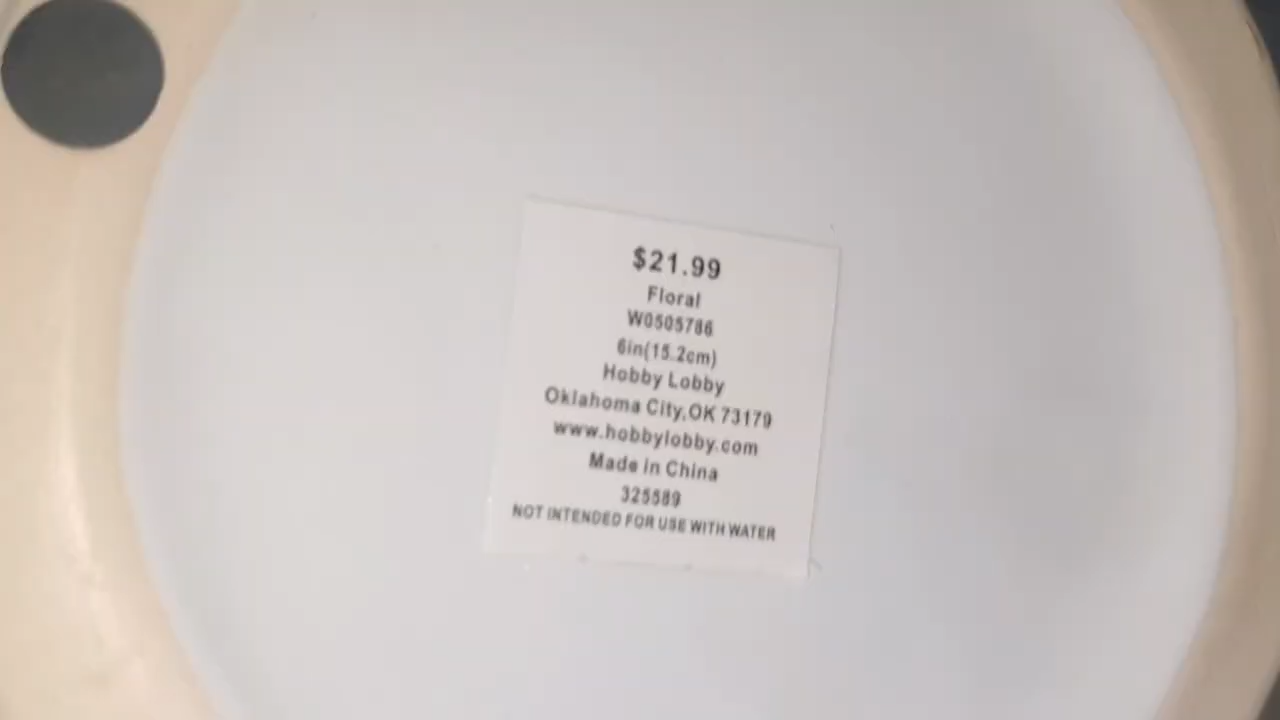 $21.99
Floral
W0505786
6in(15.2cm)
Hobby Lobby
Oklahoma City,OK 73179
www.hobbylobby.com
Made in China
325589
NOT INTENDED FOR USE WITH WATER